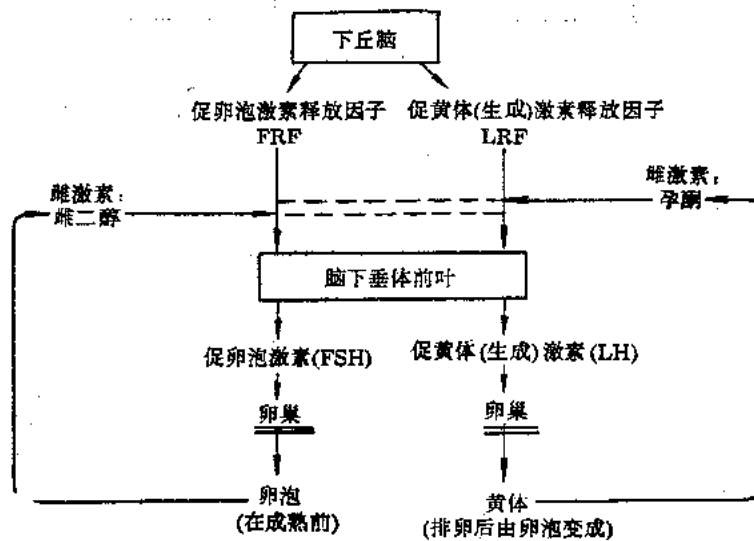 下丘脑
促卵泡激素释放因子
FRF
促黄体(生成)激素释放因子
LRF
雌激素:
雌二醇
雌激素:
孕酮
脑下垂体前叶
促卵泡激素(FSH)
促黄体(生成)激素(LH)
卵巢
卵巢
卵泡
(在成熟前)
黄体
(排卵后由卵泡变成)